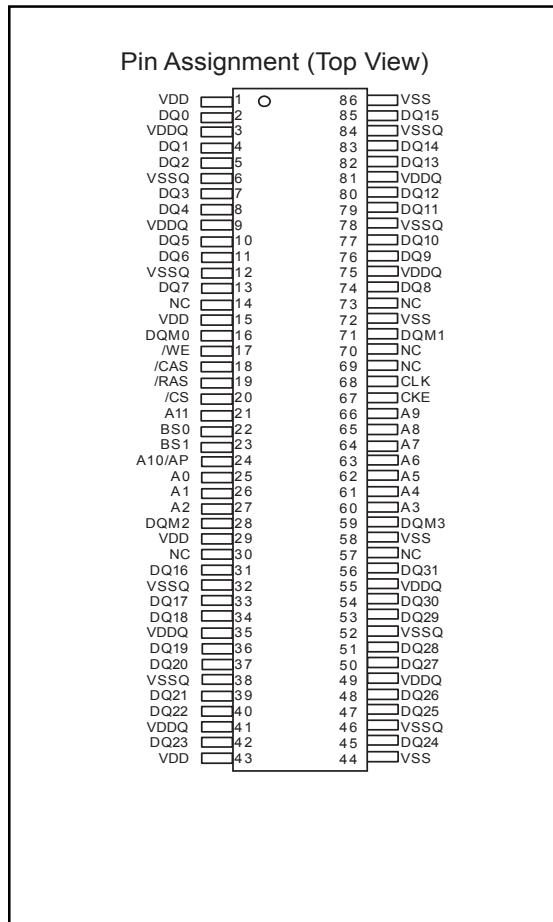 Pin Assignment (Top View)
VDD 1 86 VSS
DQ0 2 85 DQ15
VDDQ 3 84 VSSQ
DQ1 4 83 DQ14
DQ2 5 82 DQ13
VSSQ 6 81 VDDQ
DQ3 7 80 DQ12
DQ4 8 79 DQ11
VDDQ 9 78 VSSQ
DQ5 10 77 DQ10
DQ6 11 76 DQ9
VSSQ 12 75 VDDQ
DQ7 13 74 DQ8
NC 14 73 NC
VDD 15 72 VSS
DQM0 16 71 DQM1
/WE 17 70 NC
/CAS 18 69 NC
/RAS 19 68 CLK
/CS 20 67 CKE
A11 21 66 A9
BS0 22 65 A8
BS1 23 64 A7
A10/AP 24 63 A6
A0 25 62 A5
A1 26 61 A4
A2 27 60 A3
DQM2 28 59 DQM3
VDD 29 58 VSS
NC 30 57 NC
DQ16 31 56 DQ31
VSSQ 32 55 VDDQ
DQ17 33 54 DQ30
DQ18 34 53 DQ29
VDDQ 35 52 VSSQ
DQ19 36 51 DQ28
DQ20 37 50 DQ27
VSSQ 38 49 VDDQ
DQ21 39 48 DQ26
DQ22 40 47 DQ25
VDDQ 41 46 VSSQ
DQ23 42 45 DQ24
VDD 43 44 VSS